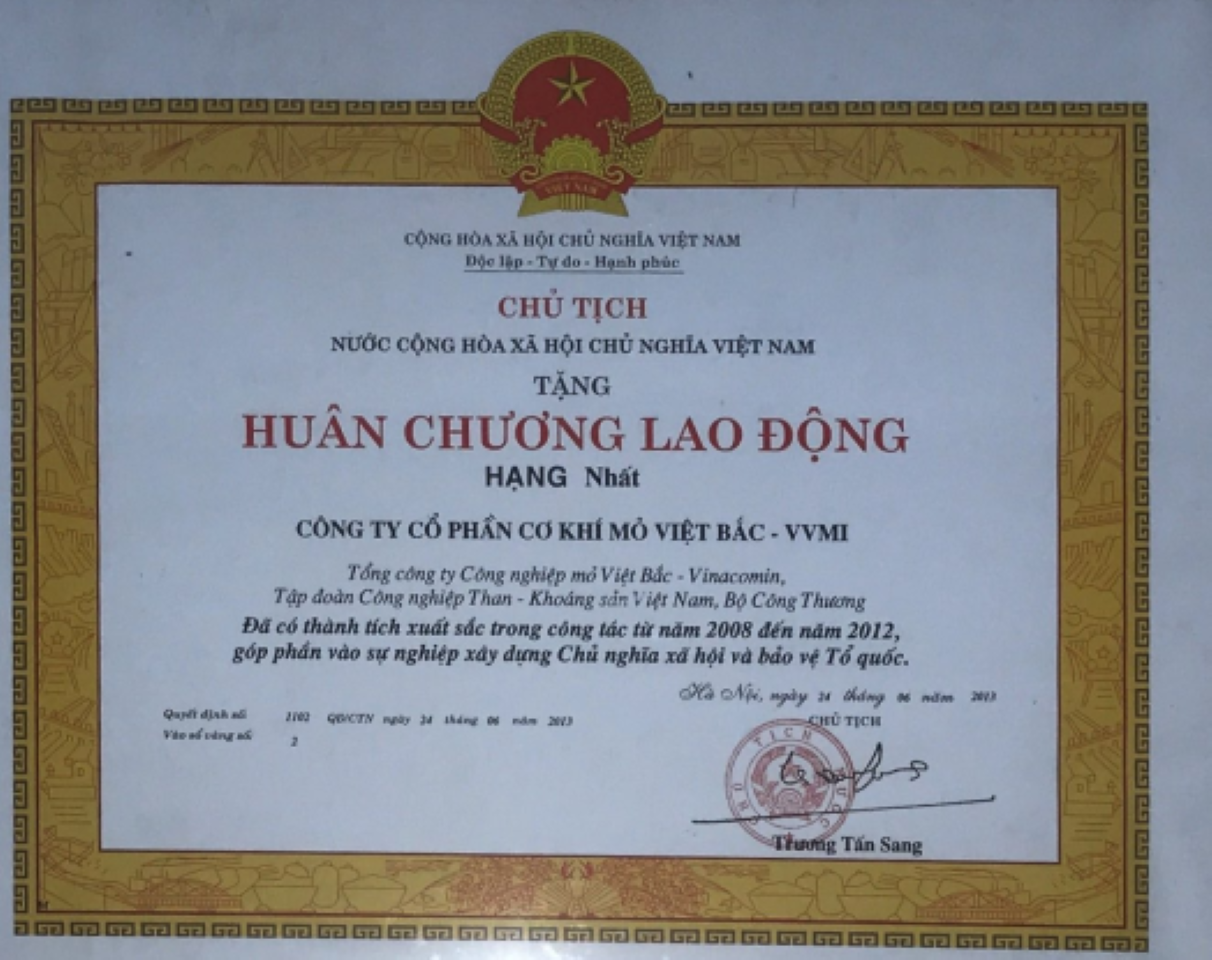 VIỆT NAM
CỘNG HÒA XÃ HỘI CHỦ NGHĨA VIỆT NAM
Độc lập - Tự do - Hạnh phúc
CHỦ TỊCH
NƯỚC CỘNG HÒA XÃ HỘI CHỦ NGHĨA VIỆT NAM
TẶNG
HUÂN CHƯƠNG LAO ĐỘNG
HẠNG Nhất
CÔNG TY CỔ PHẦN CƠ KHÍ MỎ VIỆT BẮC - VVMI
Tổng công ty Công nghiệp mỏ Việt Bắc - Vinacomin,
Tập đoàn Công nghiệp Than - Khoáng sản Việt Nam, Bộ Công Thương
Đã có thành tích xuất sắc trong công tác từ năm 2008 đến năm 2012,
góp phần vào sự nghiệp xây dựng Chủ nghĩa xã hội và bảo vệ Tổ quốc.
Hà Nội, ngày 24 tháng 06 năm 2013
Quyết định số 1102 QĐ/CTN ngày 24 tháng 06 năm 2013
Vào sổ vàng số: 2
CHỦ TỊCH
CHỦ TỊCH NƯỚC
Trương Tấn Sang